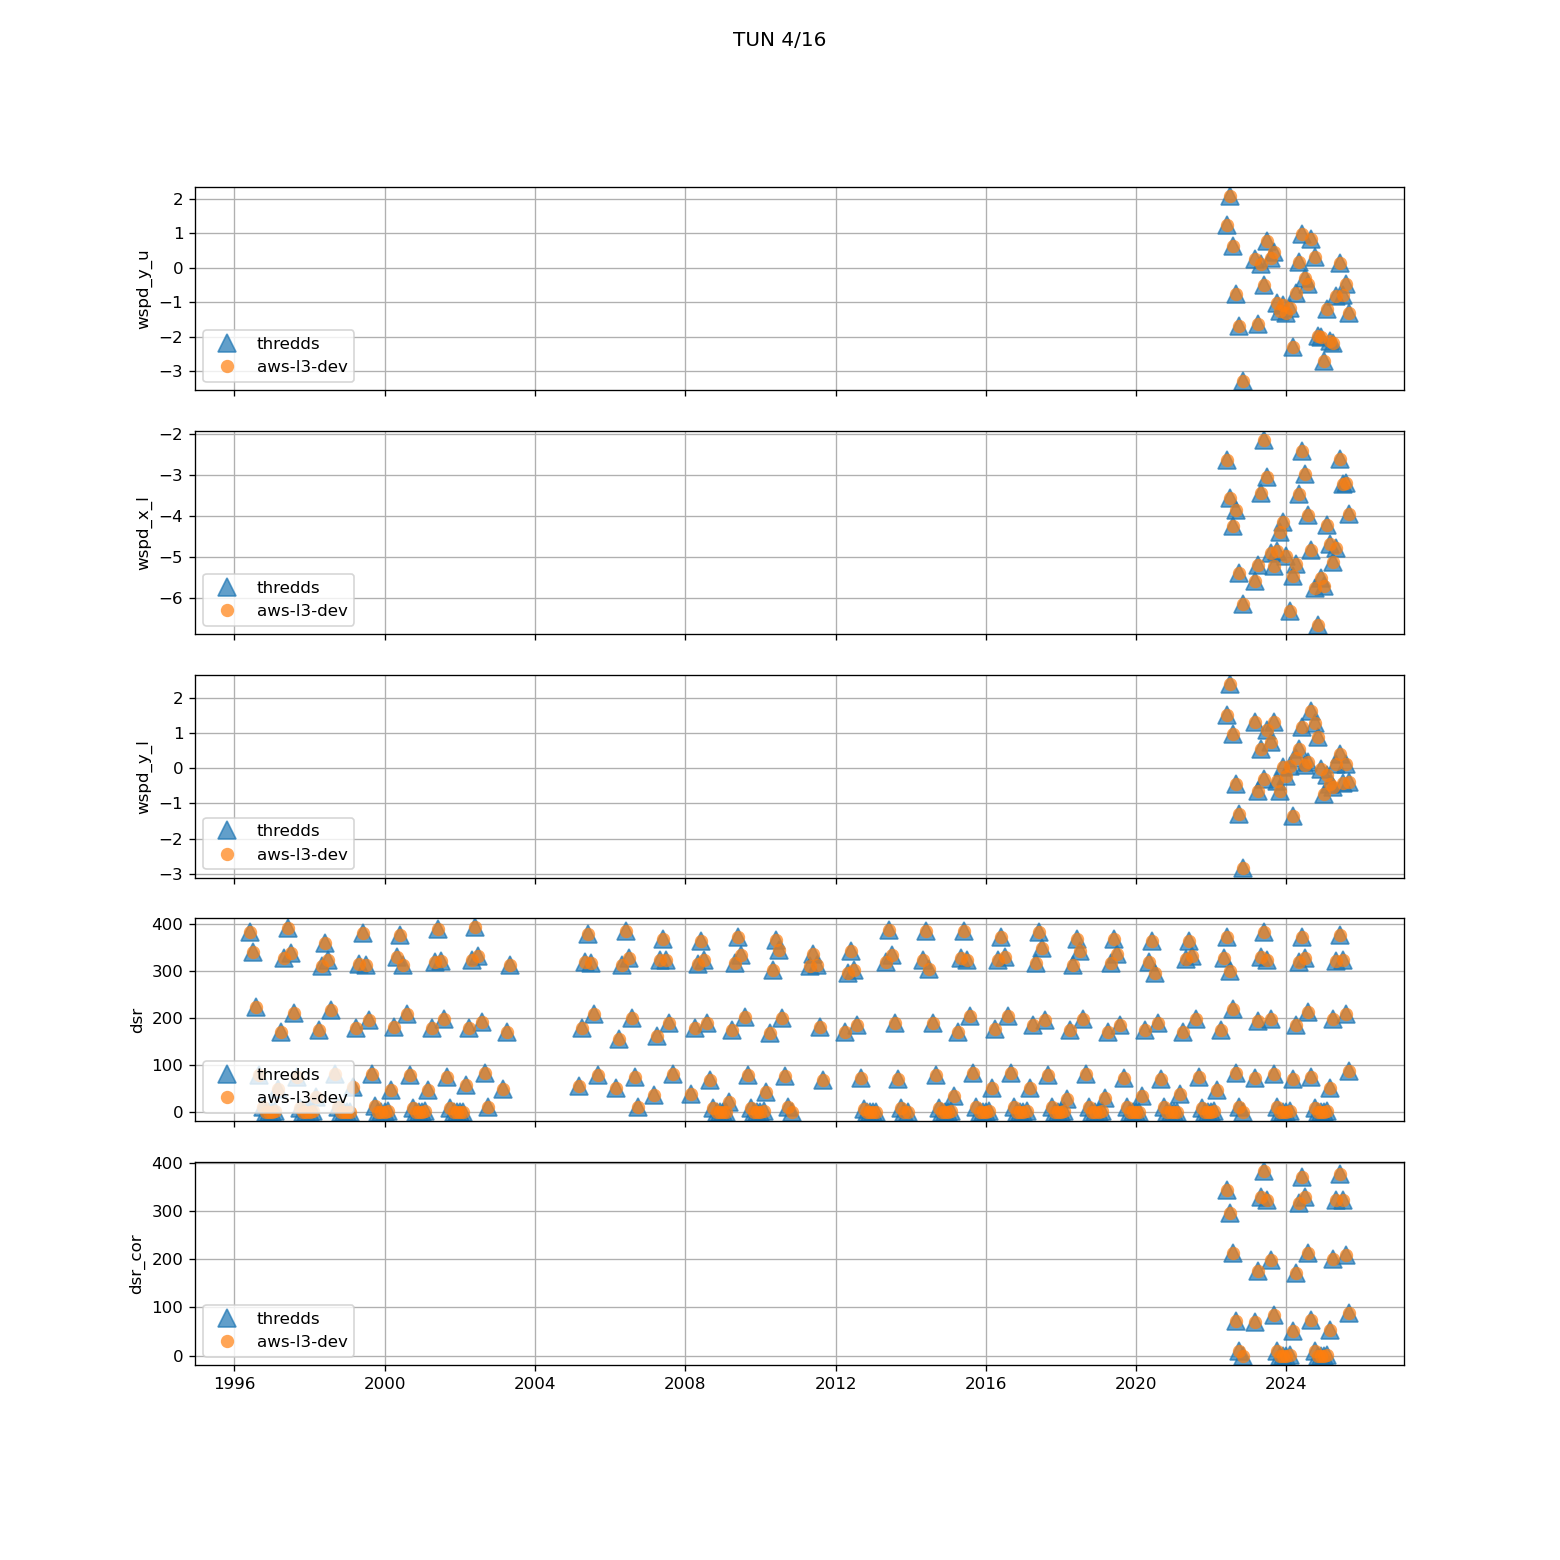 TUN 4/16
2
1
0
−1
−2
−3
wspd_y_u
thredds
aws-l3-dev
−2
−3
−4
−5
−6
wspd_x_l
thredds
aws-l3-dev
2
1
0
−1
−2
−3
wspd_y_l
thredds
aws-l3-dev
400
300
200
100
0
dsr
thredds
aws-l3-dev
400
300
200
100
0
dsr_cor
thredds
aws-l3-dev
1996 2000 2004 2008 2012 2016 2020 2024